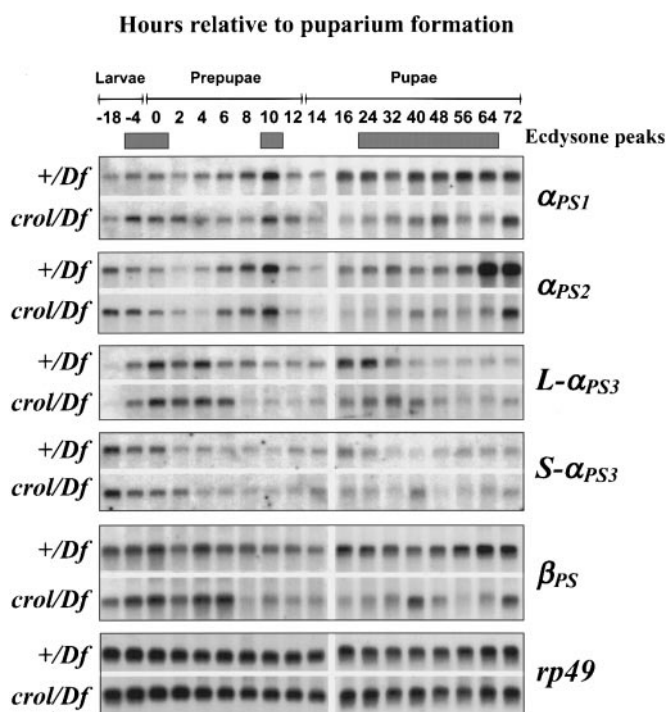 Hours relative to puparium formation
Larvae Prepupae Pupae
-18 -4 0 2 4 6 8 10 12 14 16 24 32 40 48 56 64 72
Ecdysone peaks
+/Df
αPS1
crol/Df
+/Df
αPS2
crol/Df
+/Df
L-αPS3
crol/Df
+/Df
S-αPS3
crol/Df
+/Df
βPS
crol/Df
+/Df
rp49
crol/Df